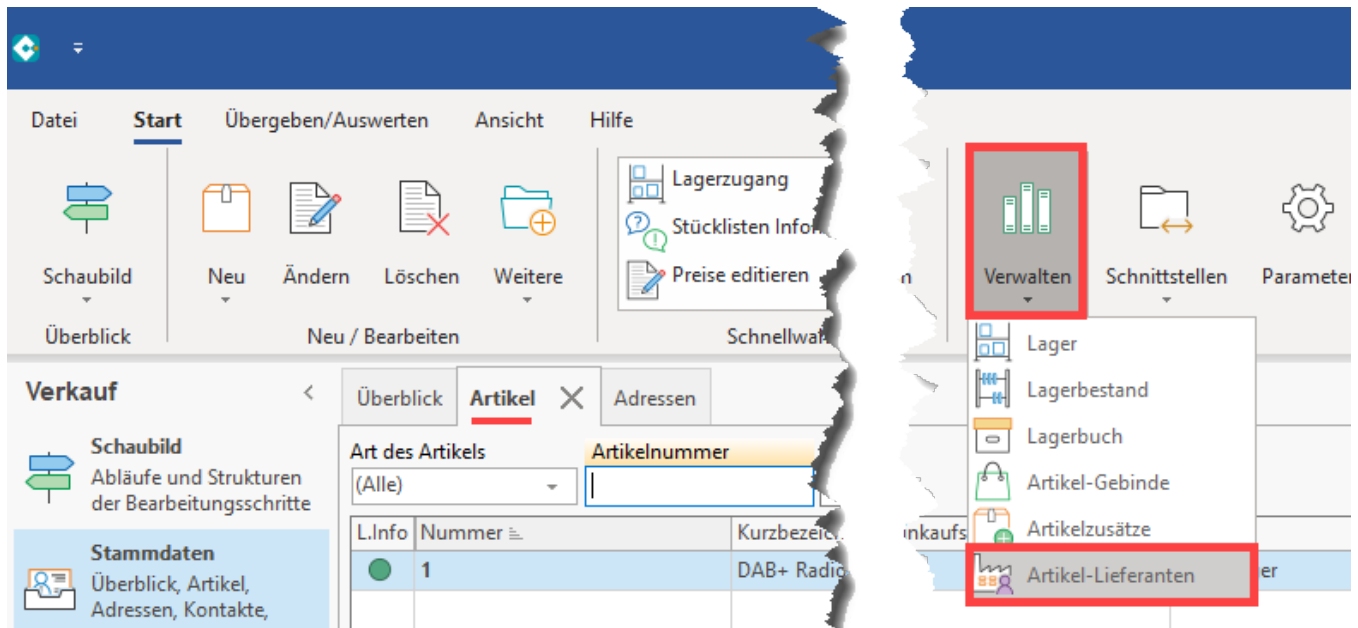 Datei Start Übergeben/Auswerten Ansicht Hilfe
Lagerzugang
Stücklisten
Preise editieren
Schaubild Neu Ändern Löschen Weitere
Verwalten Schnittstellen Parameter
Überblick Neu / Bearbeiten
Lager
Lagerbestand
Lagerbuch
Artikel-Gebinde
Artikelzusätze
Artikel-Lieferanten
Verkauf
Schaubild
Abläufe und Strukturen
der Bearbeitungsschritte
Stammdaten
Überblick, Artikel,
Adressen, Kontakte,
Überblick Artikel Adressen
Art des Artikels Artikelnummer
(Alle)
L.Info Nummer
1 DAB+ Radio